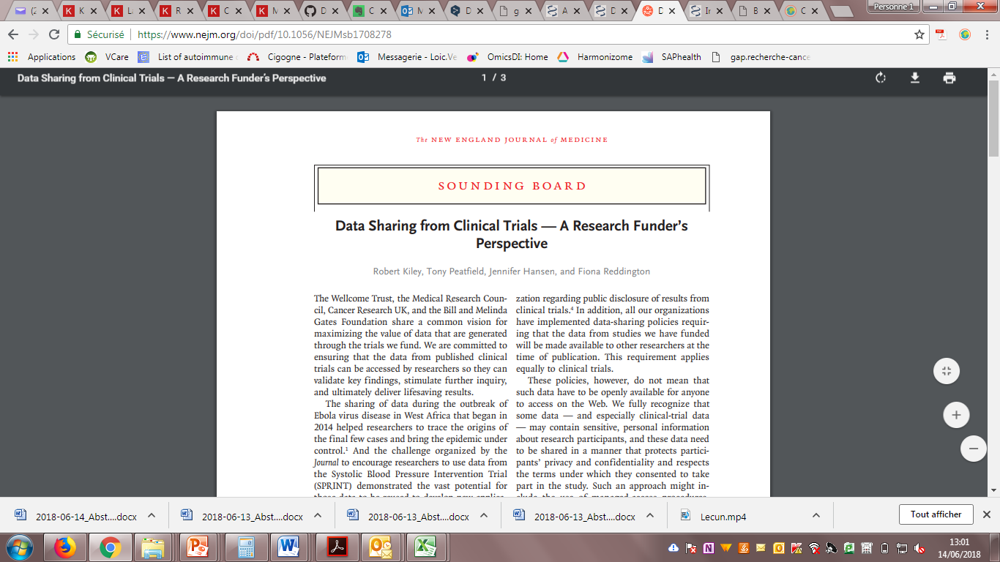 Personne 1
(2 K L R C M D C M D g A D D In B C
Sécurisé https://www.nejm.org/doi/pdf/10.1056/NEJMsb1708278
Applications VCare List of autoimmune Cigogne - Plateform Messagerie - Loic.Ve OmicsDI: Home Harmonizome SAPhealth gap.recherche-cance
Data Sharing from Clinical Trials — A Research Funder's Perspective 1 / 3
The NEW ENGLAND JOURNAL of MEDICINE
SOUNDING BOARD
Data Sharing from Clinical Trials — A Research Funder's
Perspective
Robert Kiley, Tony Peatfield, Jennifer Hansen, and Fiona Reddington
The Wellcome Trust, the Medical Research Coun-
cil, Cancer Research UK, and the Bill and Melinda
Gates Foundation share a common vision for
maximizing the value of data that are generated
through the trials we fund. We are committed to
ensuring that the data from published clinical
trials can be accessed by researchers so they can
validate key findings, stimulate further inquiry,
and ultimately deliver lifesaving results.
The sharing of data during the outbreak of
Ebola virus disease in West Africa that began in
2014 helped researchers to trace the origins of
the final few cases and bring the epidemic under
control.¹ And the challenge organized by the
Journal to encourage researchers to use data from
the Systolic Blood Pressure Intervention Trial
(SPRINT) demonstrated the vast potential for
zation regarding public disclosure of results from
clinical trials.⁴ In addition, all our organizations
have implemented data-sharing policies requir-
ing that the data from studies we have funded
will be made available to other researchers at the
time of publication. This requirement applies
equally to clinical trials.
These policies, however, do not mean that
such data have to be openly available for anyone
to access on the Web. We fully recognize that
some data — and especially clinical-trial data
— may contain sensitive, personal information
about research participants, and these data need
to be shared in a manner that protects partici-
pants' privacy and confidentiality and respects
the terms under which they consented to take
part in the study. Such an approach might in-
2018-06-14_Abst....docx 2018-06-13_Abst....docx 2018-06-13_Abst....docx 2018-06-13_Abst....docx Lecun.mp4 Tout afficher
13:01
14/06/2018